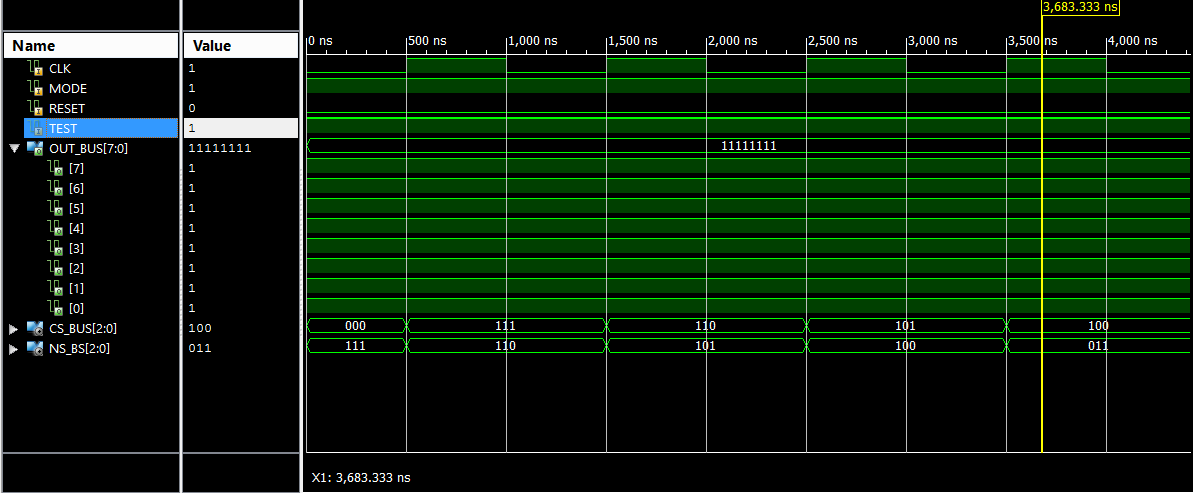 3,683.333 ns
Name Value
0 ns 500 ns 1,000 ns 1,500 ns 2,000 ns 2,500 ns 3,000 ns 3,500 ns 4,000 ns
CLK 1
MODE 1
RESET 0
TEST 1
OUT_BUS[7:0] 11111111 11111111
[7] 1
[6] 1
[5] 1
[4] 1
[3] 1
[2] 1
[1] 1
[0] 1
CS_BUS[2:0] 100 000 111 110 101 100
NS_BS[2:0] 011 111 110 101 100 011
X1: 3,683.333 ns